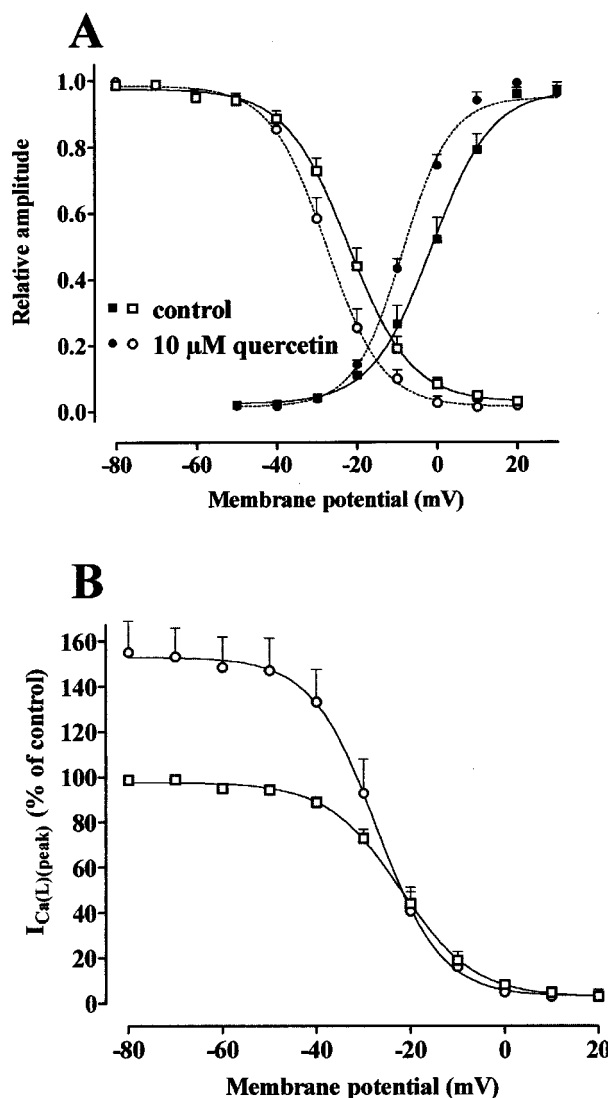 A
1.0
0.8
0.6
0.4
0.2
0.0
Relative amplitude
control
10 µM quercetin
-80 -60 -40 -20 0 20
Membrane potential (mV)
B
160
140
120
100
80
60
40
20
0
I_Ca(L)(peak) (% of control)
-80 -60 -40 -20 0 20
Membrane potential (mV)